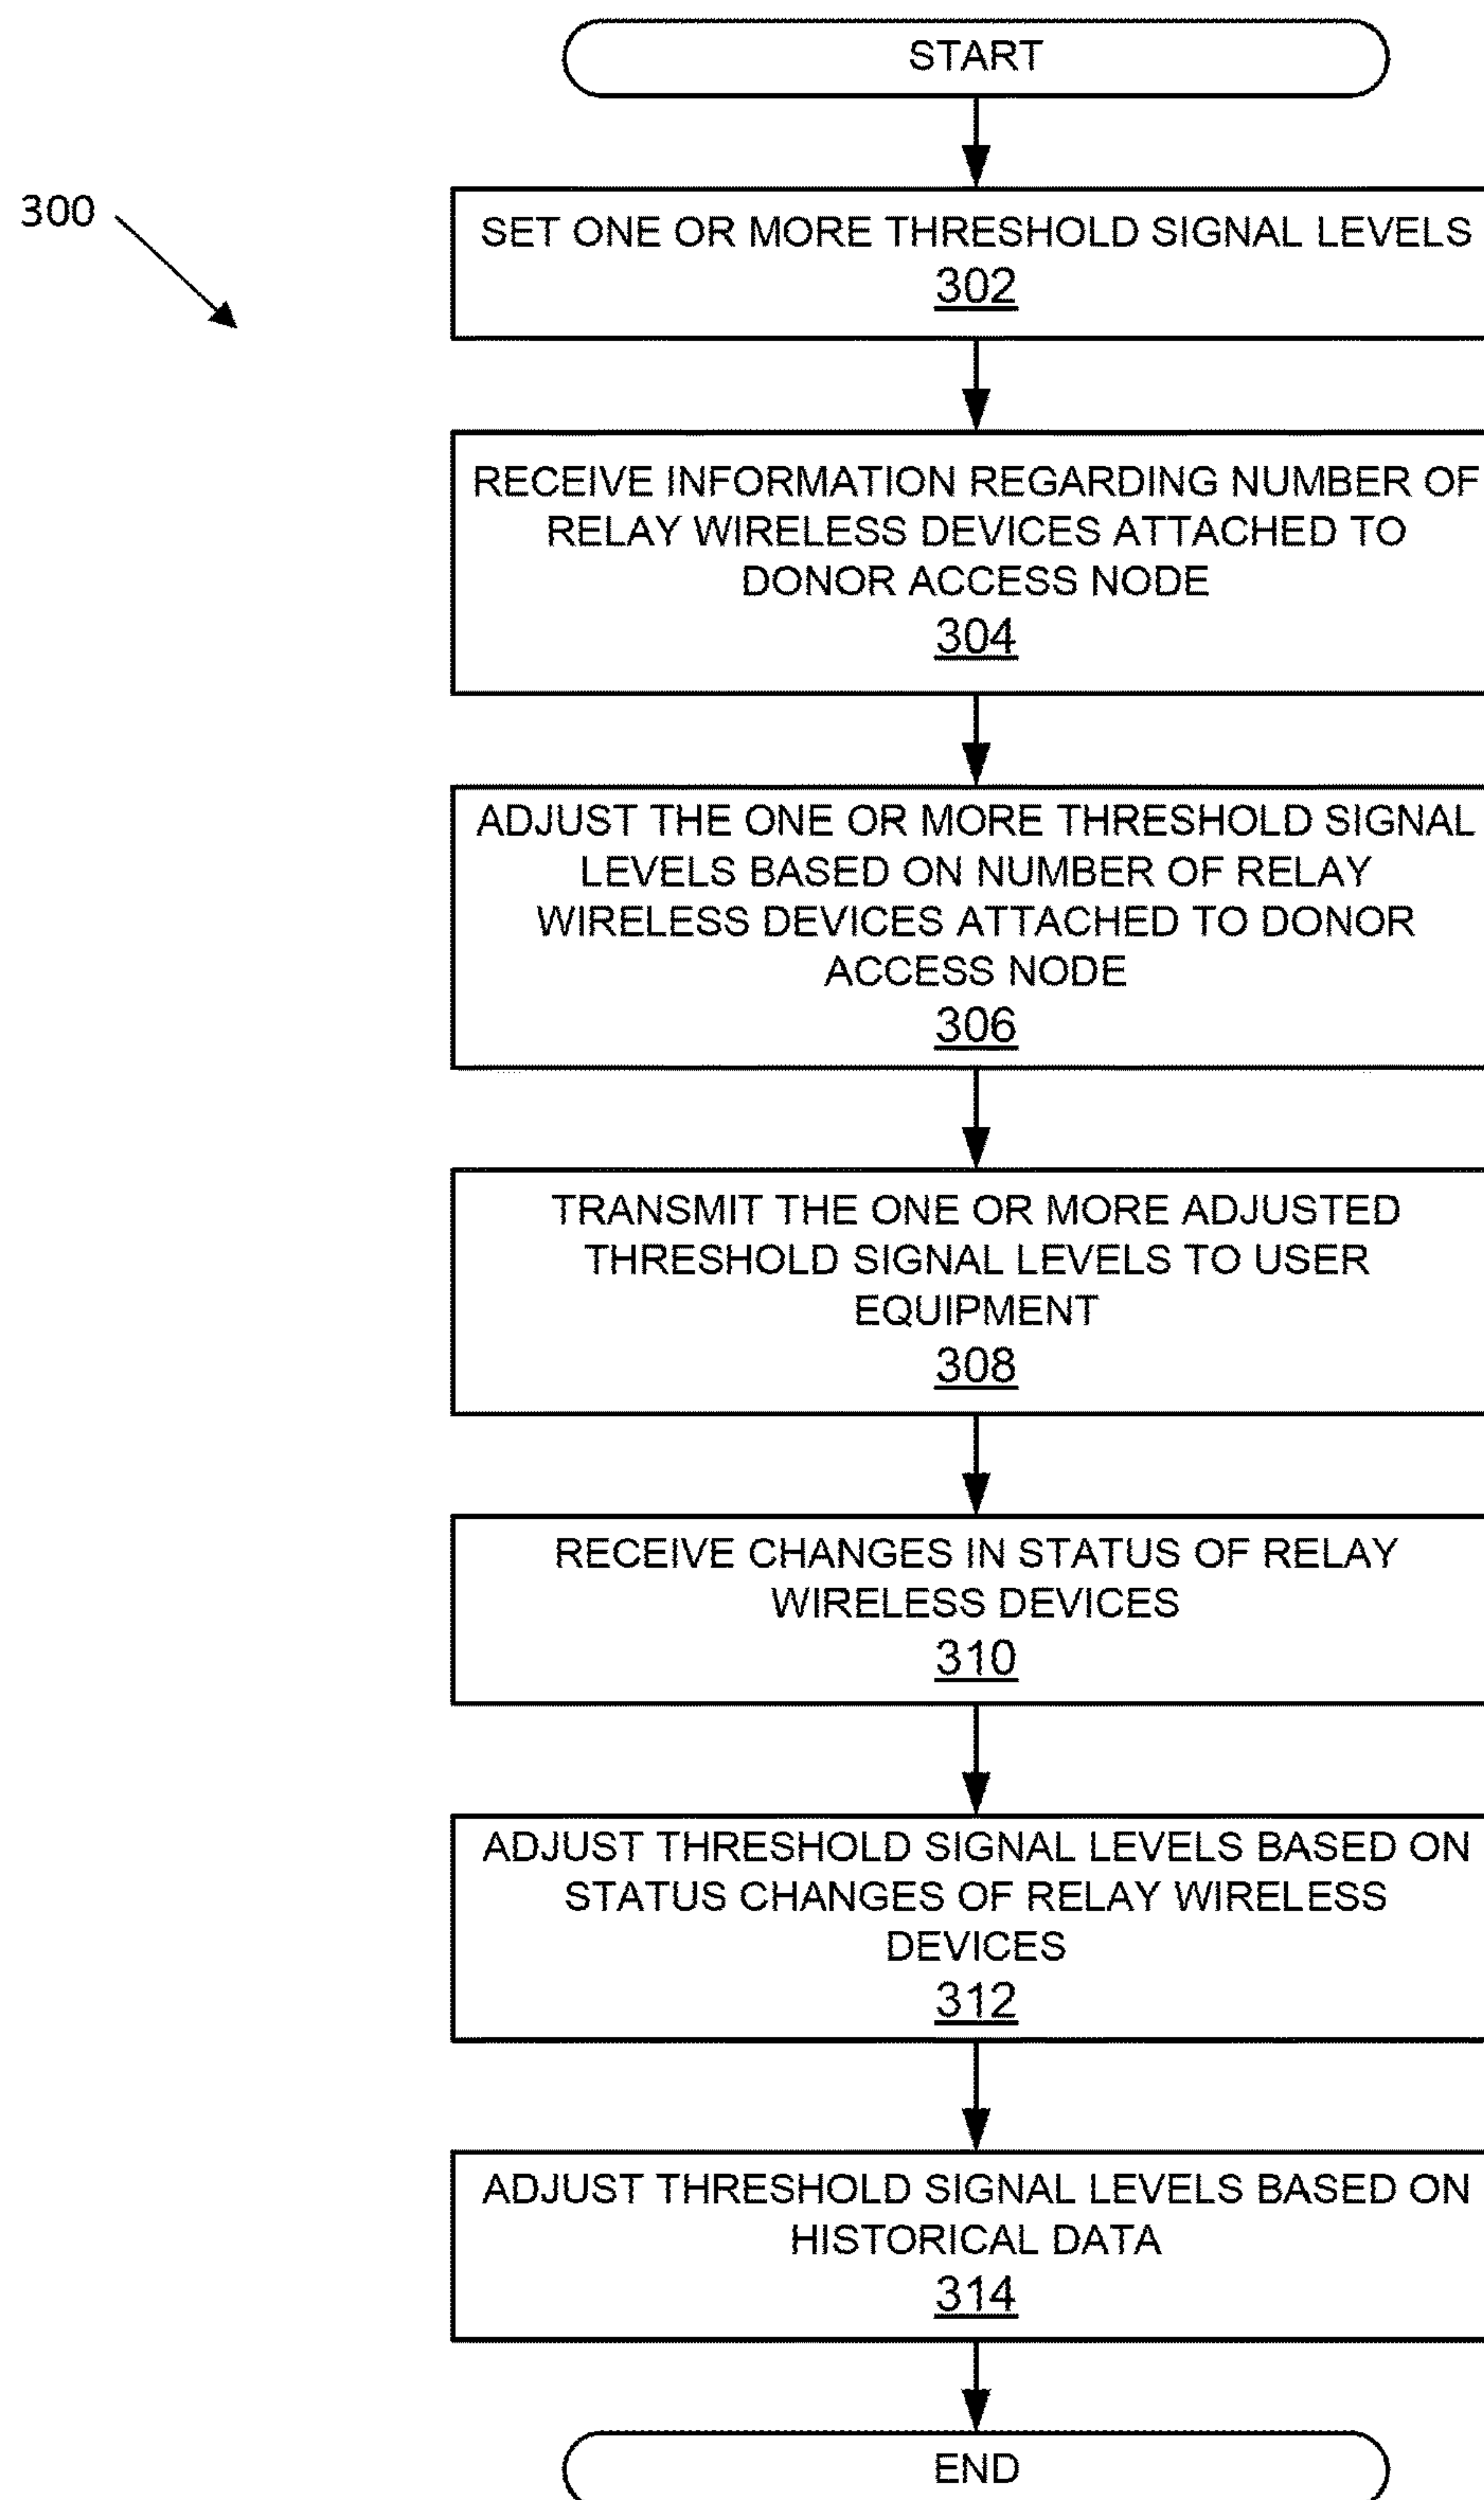 START
300
SET ONE OR MORE THRESHOLD SIGNAL LEVELS
302
RECEIVE INFORMATION REGARDING NUMBER OF
RELAY WIRELESS DEVICES ATTACHED TO
DONOR ACCESS NODE
304
ADJUST THE ONE OR MORE THRESHOLD SIGNAL
LEVELS BASED ON NUMBER OF RELAY
WIRELESS DEVICES ATTACHED TO DONOR
ACCESS NODE
306
TRANSMIT THE ONE OR MORE ADJUSTED
THRESHOLD SIGNAL LEVELS TO USER
EQUIPMENT
308
RECEIVE CHANGES IN STATUS OF RELAY
WIRELESS DEVICES
310
ADJUST THRESHOLD SIGNAL LEVELS BASED ON
STATUS CHANGES OF RELAY WIRELESS
DEVICES
312
ADJUST THRESHOLD SIGNAL LEVELS BASED ON
HISTORICAL DATA
314
END